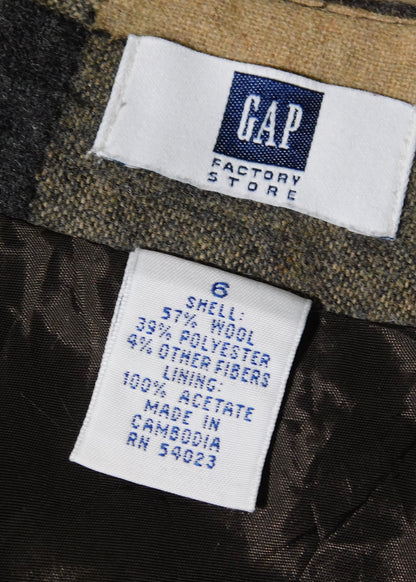 GAP
FACTORY
STORE
6
SHELL:
57% WOOL
39% POLYESTER
4% OTHER FIBERS
LINING:
100% ACETATE
MADE IN
CAMBODIA
RN 54023